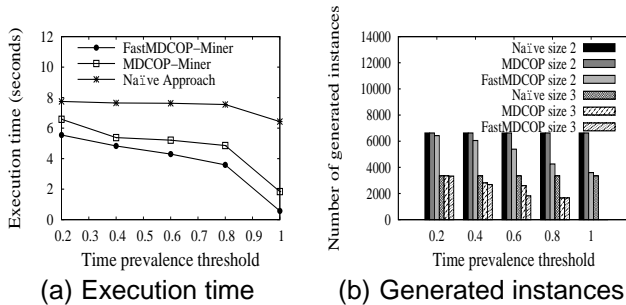 Execution time (seconds)
12
10
8
6
4
2
0
FastMDCOP-Miner
MDCOP-Miner
Naïve Approach
0.2 0.3 0.4 0.5 0.6 0.7 0.8 0.9 1
Time prevalence threshold
(a) Execution time
Number of generated instances
14000
12000
10000
8000
6000
4000
2000
0
Naïve size 2
MDCOP size 2
FastMDCOP size 2
Naïve size 3
MDCOP size 3
FastMDCOP size 3
0.2 0.4 0.6 0.8 1
Time prevalence threshold
(b) Generated instances